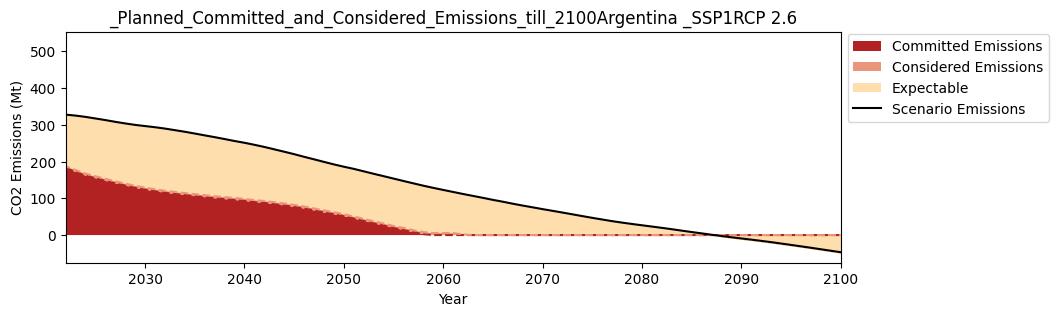 _Planned_Committed_and_Considered_Emissions_till_2100Argentina _SSP1RCP 2.6
500
400
300
200
100
0
CO2 Emissions (Mt)
2030
2040
2050
2060
2070
2080
2090
2100
Year
Committed Emissions
Considered Emissions
Expectable
Scenario Emissions